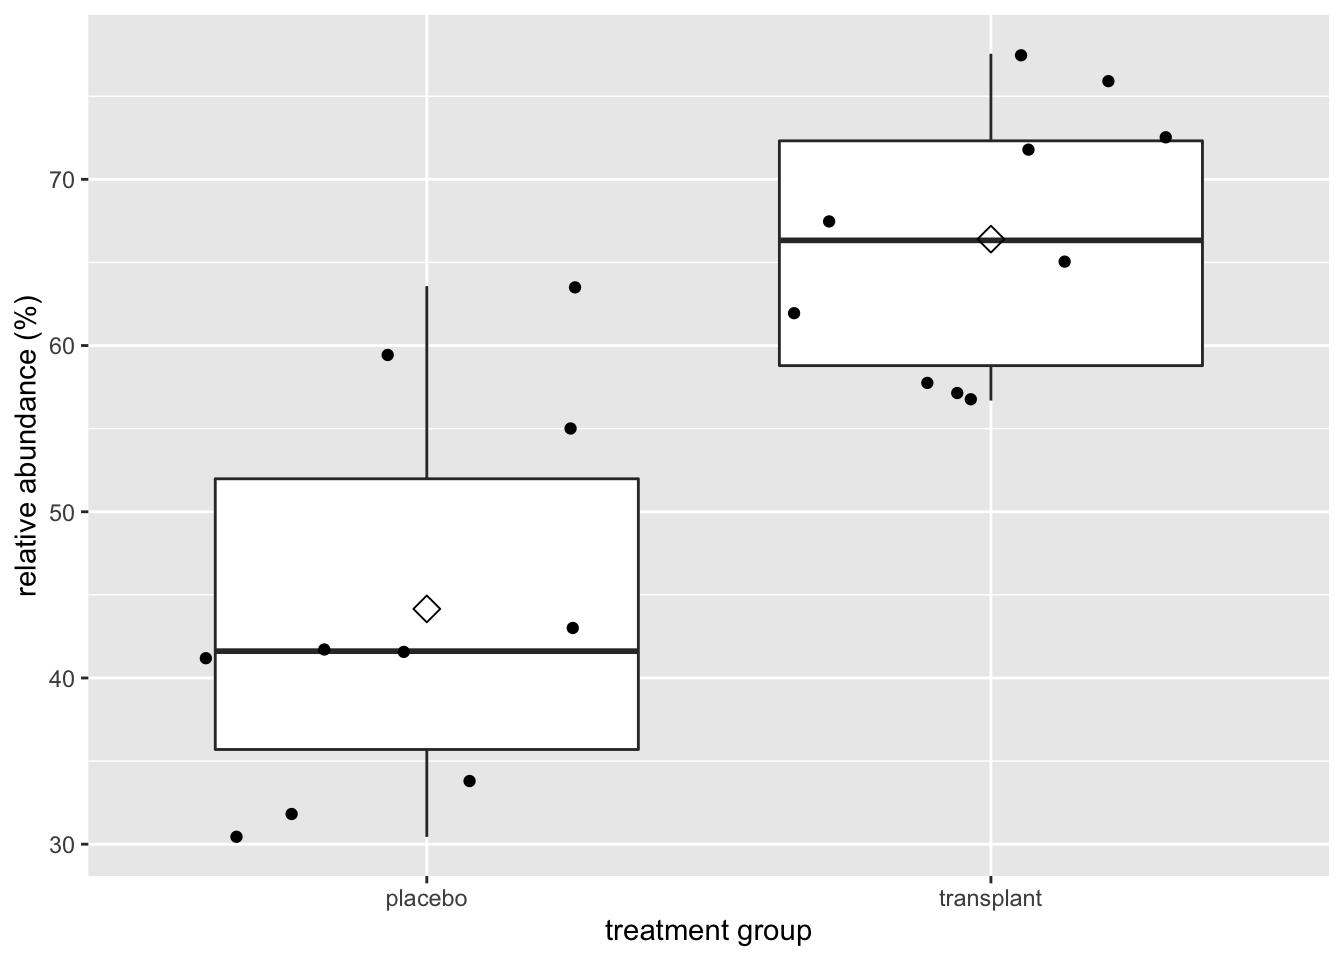 relative abundance (%)
70
60
50
40
30
placebo
transplant
treatment group